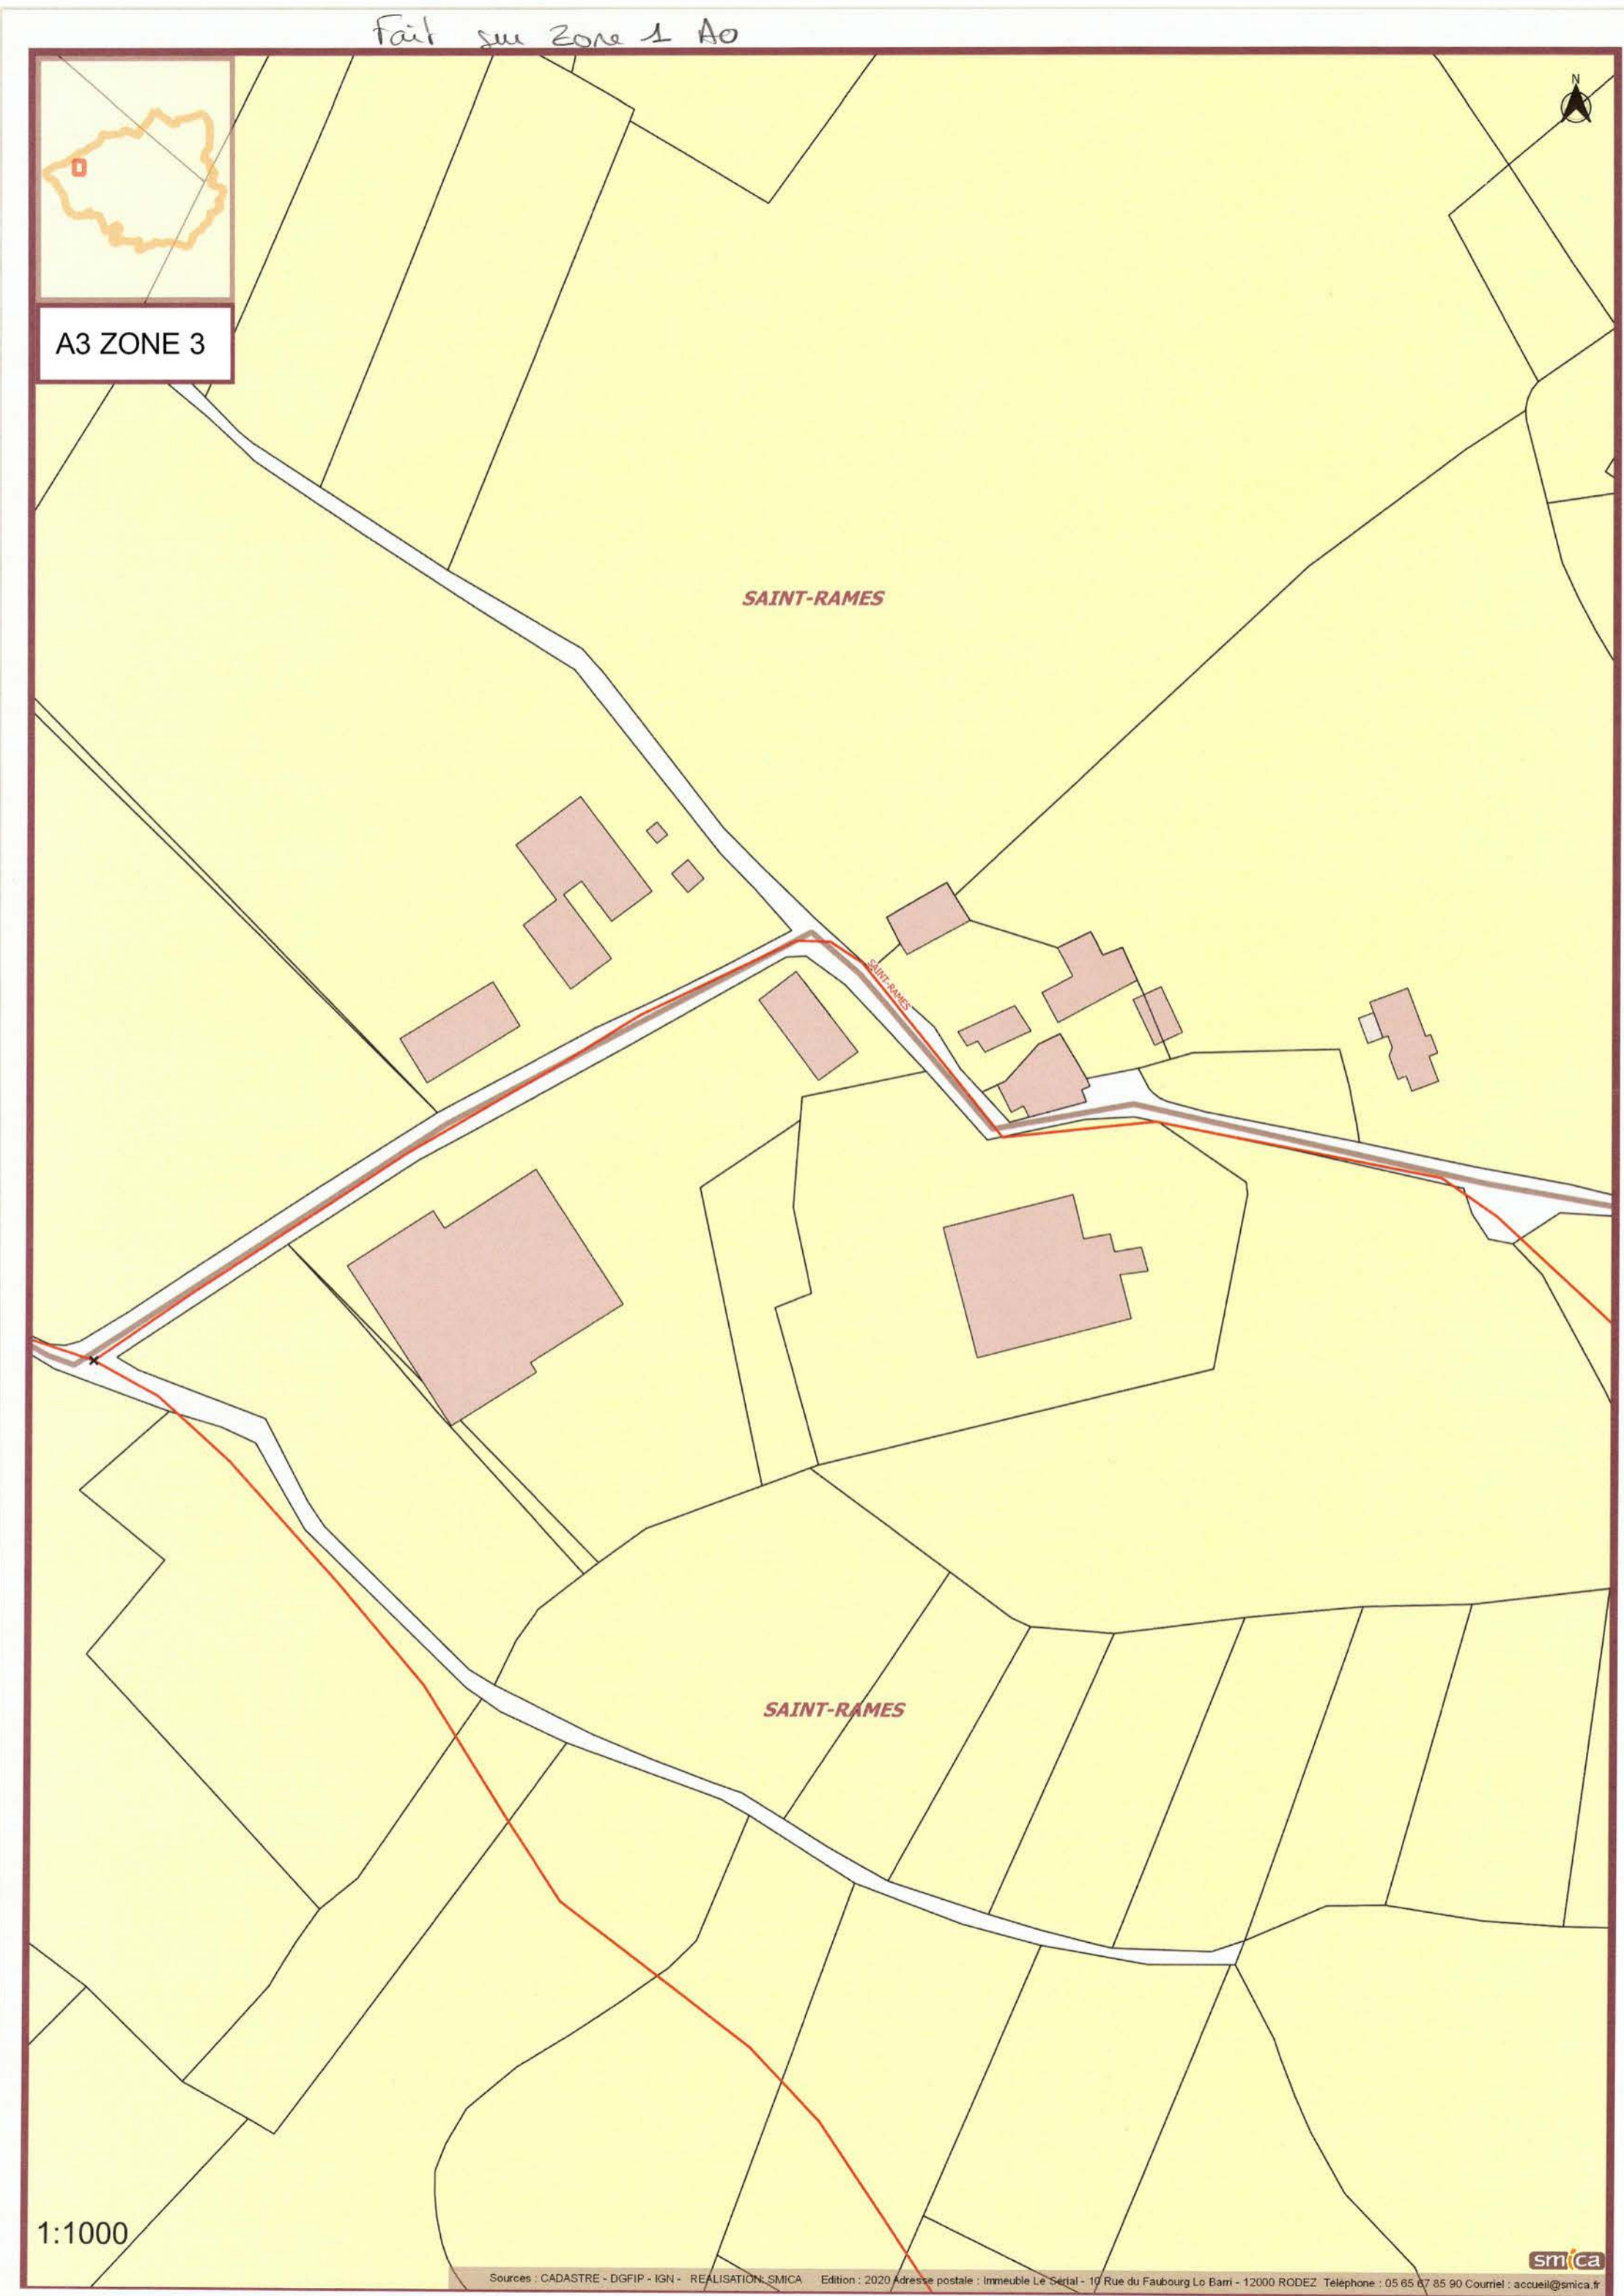 Fait sur Zone 1 A0
N
A3 ZONE 3
SAINT-RAMES
SAINT-RAMES
SAINT-RAMES
1:1000
smica
Sources : CADASTRE - DGFIP - IGN - REALISATION: SMICA Edition : 2020 Adresse postale : Immeuble Le Sérial - 10 Rue du Faubourg Lo Barri - 12000 RODEZ Téléphone : 05 65 67 85 90 Courriel : accueil@smica.fr